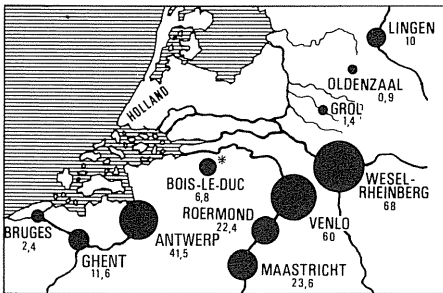 LINGEN
10
OLDENZAAL
0,9
GROL
1,4
HOLLAND
*
BOIS-LE-DUC
6,8
WESEL-
RHEINBERG
68
ROERMOND
22,4
VENLO
60
BRUGES
2,4
GHENT
11,6
ANTWERP
41,5
MAASTRICHT
23,6